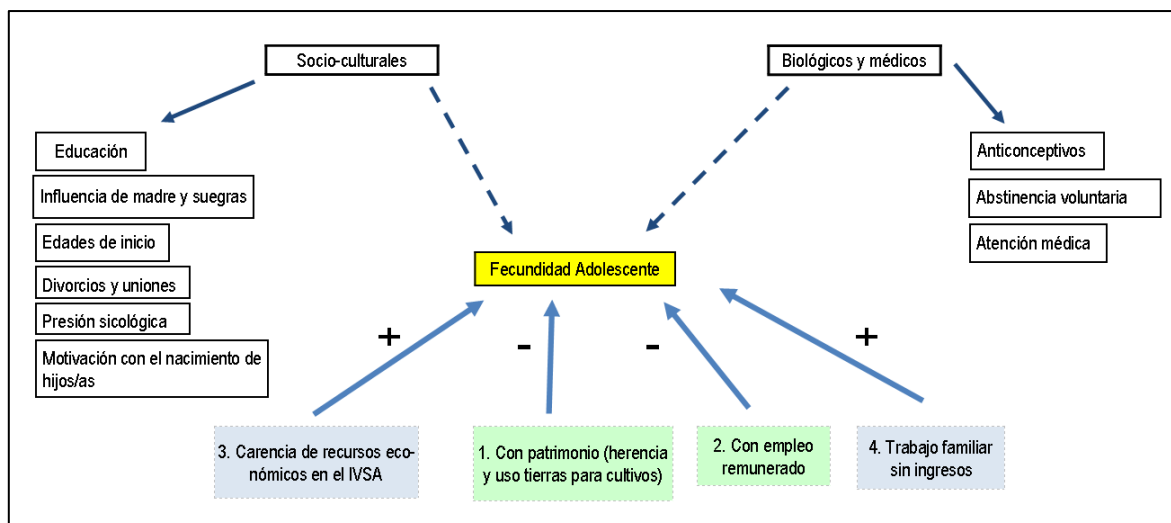 Socio-culturales
Biológicos y médicos
Educación
Influencia de madre y suegras
Edades de inicio
Divorcios y uniones
Presión sicológica
Motivación con el nacimiento de
hijos/as
Anticonceptivos
Abstinencia voluntaria
Atención médica
Fecundidad Adolescente
+
-
-
+
3. Carencia de recursos eco-
nómicos en el IVSA
1. Con patrimonio (herencia
y uso tierras para cultivos)
2. Con empleo
remunerado
4. Trabajo familiar
sin ingresos